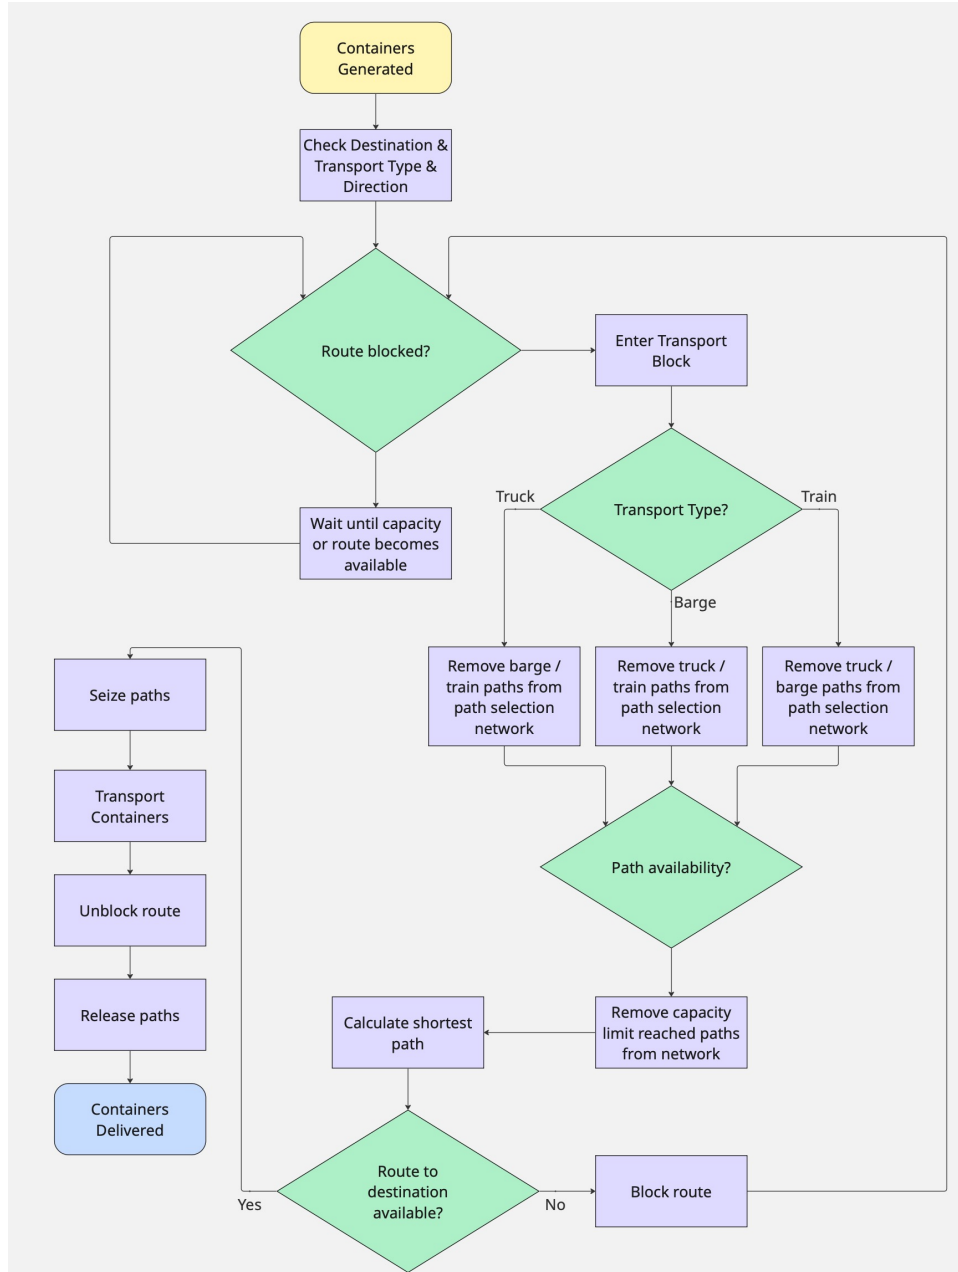 Containers
Generated
Check Destination &
Transport Type &
Direction
Route blocked?
Enter Transport
Block
Wait until capacity
or route becomes
available
Truck
Transport Type?
Train
Barge
Remove barge /
train paths from
path selection
network
Remove truck /
train paths from
path selection
network
Remove truck /
barge paths from
path selection
network
Path availability?
Remove capacity
limit reached paths
from network
Calculate shortest
path
Route to
destination
available?
Yes
No
Block route
Seize paths
Transport
Containers
Unblock route
Release paths
Containers
Delivered